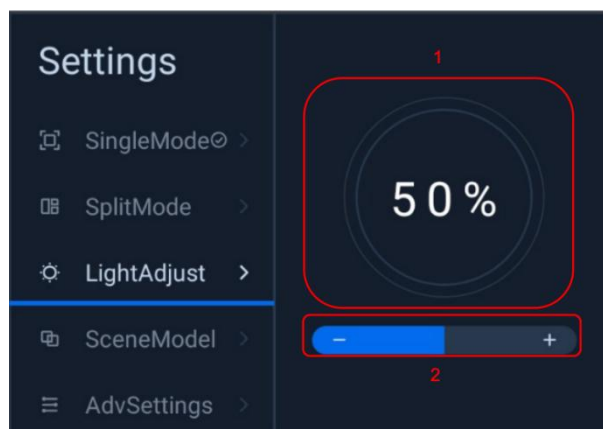 Settings
SingleMode
SplitMode
LightAdjust
SceneModel
AdvSettings
1
50%
- +
2